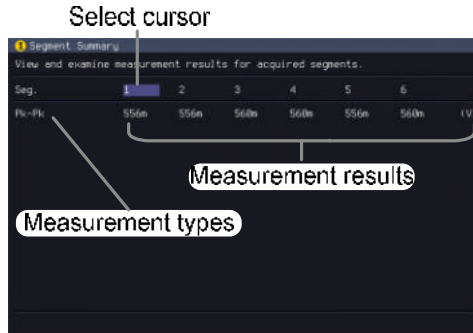 Select cursor
1 Segment Summary
View and examine measurement results for acquired segments.
Seg. 1 2 3 4 5 6
Pk-Pk 556m 556m 560m 560m 556m 560m (V
Measurement results
Measurement types